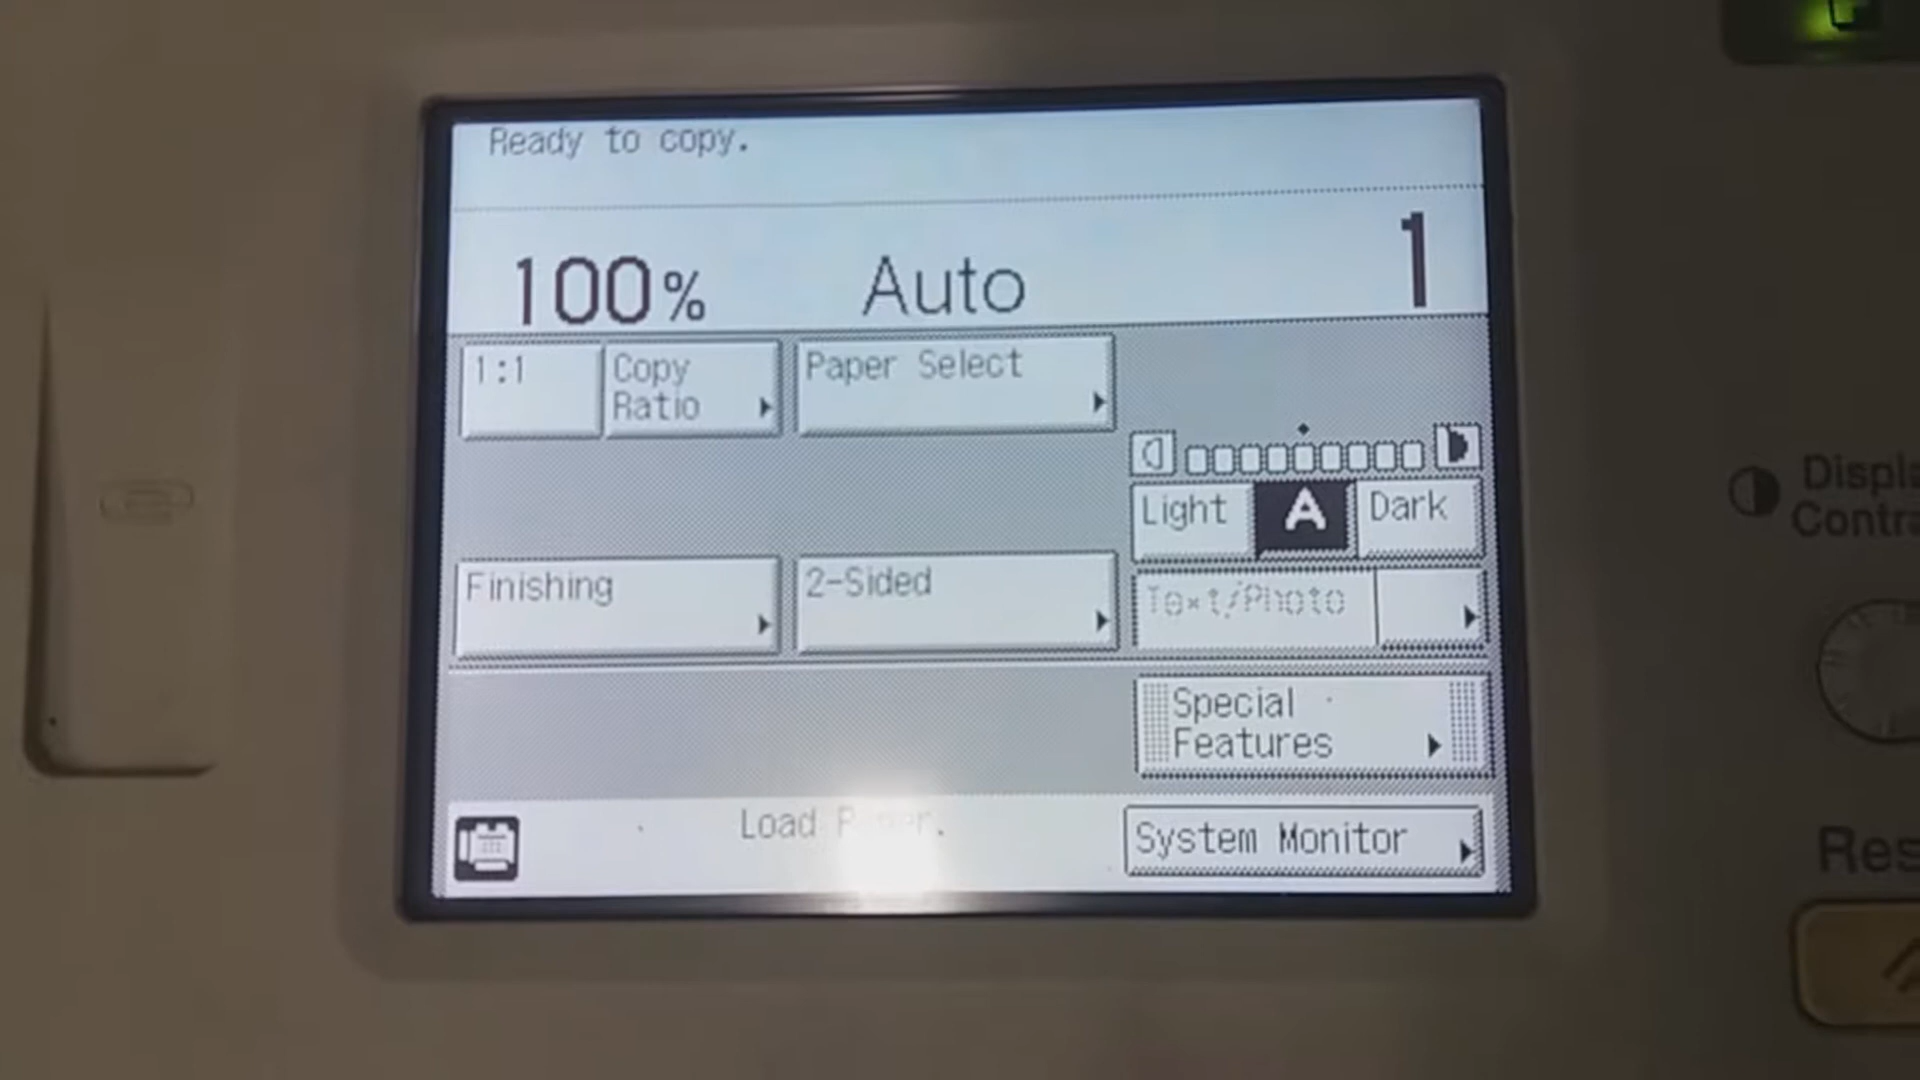 Ready to copy.
100% Auto 1
1:1 Copy Ratio Paper Select
Light A Dark
Finishing 2-Sided Text/Photo
Special Features
Load Paper. System Monitor